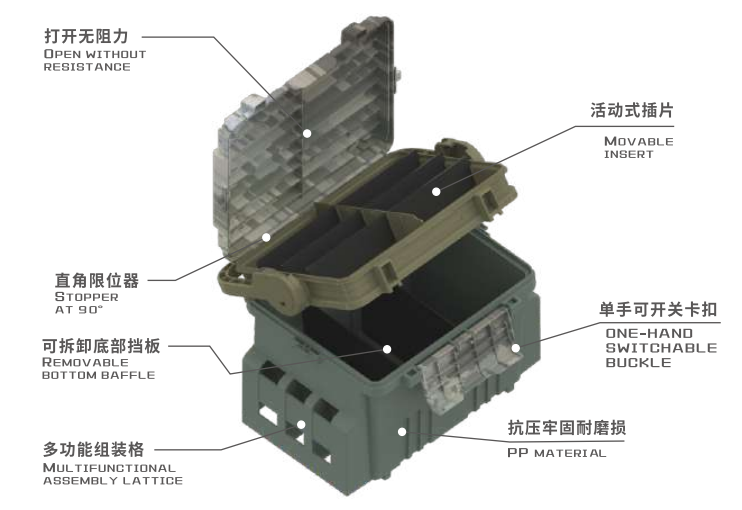 打开无阻力
OPEN WITHOUT
RESISTANCE
活动式插片
MOVABLE
INSERT
直角限位器
STOPPER
AT 90°
单手可开关卡扣
ONE-HAND
SWITCHABLE
BUCKLE
可拆卸底部挡板
REMOVABLE
BOTTOM BAFFLE
抗压牢固耐磨损
PP MATERIAL
多功能组装格
MULTIFUNCTIONAL
ASSEMBLY LATTICE